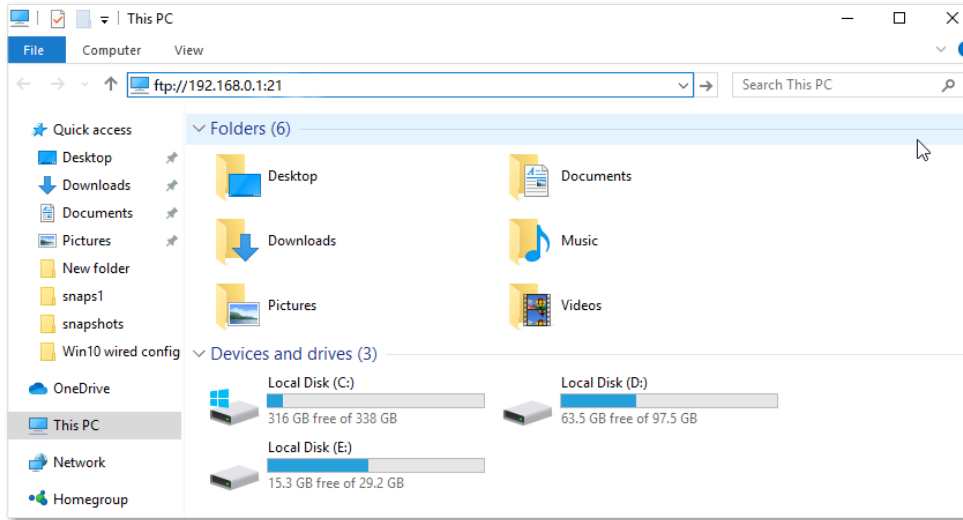 This PC
File Computer View
ftp://192.168.0.1:21
Search This PC
Quick access
Desktop
Downloads
Documents
Pictures
New folder
snaps1
snapshots
Win10 wired config
OneDrive
This PC
Network
Homegroup
Folders (6)
Desktop
Documents
Downloads
Music
Pictures
Videos
Devices and drives (3)
Local Disk (C:)
316 GB free of 338 GB
Local Disk (D:)
63.5 GB free of 97.5 GB
Local Disk (E:)
15.3 GB free of 29.2 GB